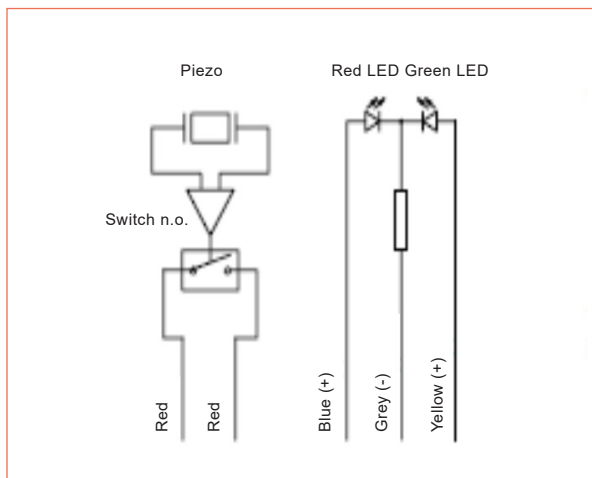 Piezo
Red LED Green LED
Switch n.o.
Red
Red
Blue (+)
Grey (-)
Yellow (+)